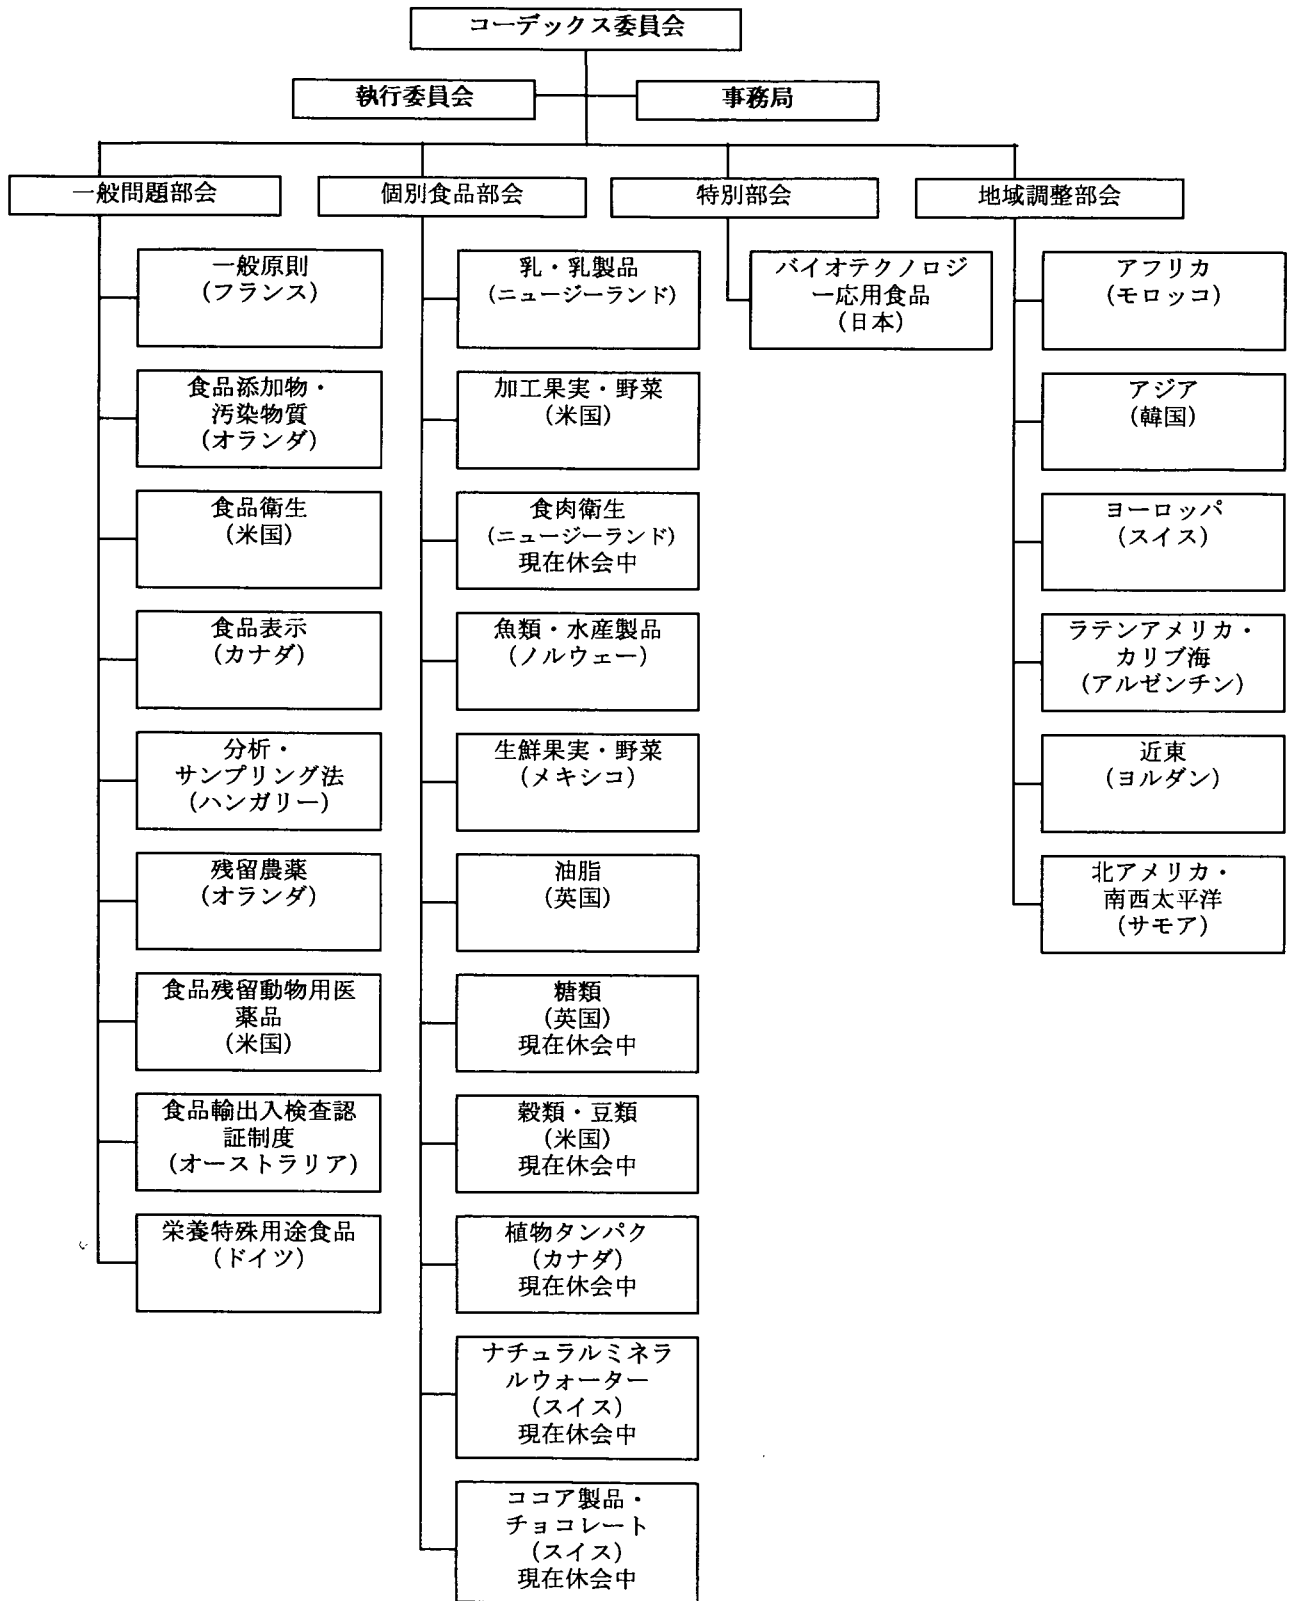 コーデックス委員会
執行委員会
事務局
一般問題部会
一般原則
(フランス)
食品添加物・
汚染物質
(オランダ)
食品衛生
(米国)
食品表示
(カナダ)
分析・
サンプリング法
(ハンガリー)
残留農薬
(オランダ)
食品残留動物用医
薬品
(米国)
食品輸出入検査認
証制度
(オーストラリア)
栄養特殊用途食品
(ドイツ)
個別食品部会
乳・乳製品
(ニュージーランド)
加工果実・野菜
(米国)
食肉衛生
(ニュージーランド)
現在休会中
魚類・水産製品
(ノルウェー)
生鮮果実・野菜
(メキシコ)
油脂
(英国)
糖類
(英国)
現在休会中
穀類・豆類
(米国)
現在休会中
植物タンパク
(カナダ)
現在休会中
ナチュラルミネラ
ルウォーター
(スイス)
現在休会中
ココア製品・
チョコレート
(スイス)
現在休会中
特別部会
バイオテクノロジ
ー応用食品
(日本)
地域調整部会
アフリカ
(モロッコ)
アジア
(韓国)
ヨーロッパ
(スイス)
ラテンアメリカ・
カリブ海
(アルゼンチン)
近東
(ヨルダン)
北アメリカ・
南西太平洋
(サモア)